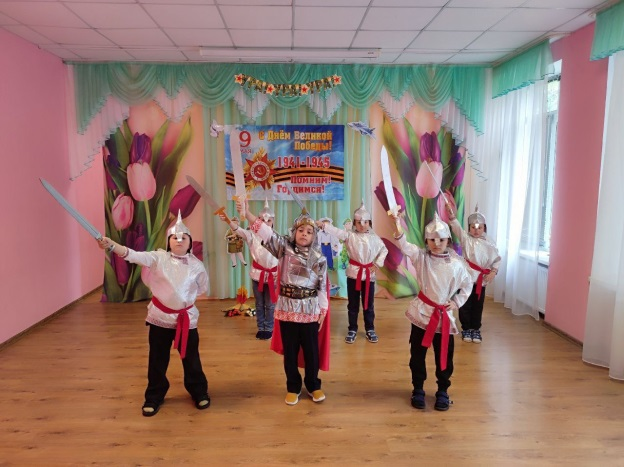 9 с Днём Великой
Победы!
1941-1945
Помним!
Гордимся!